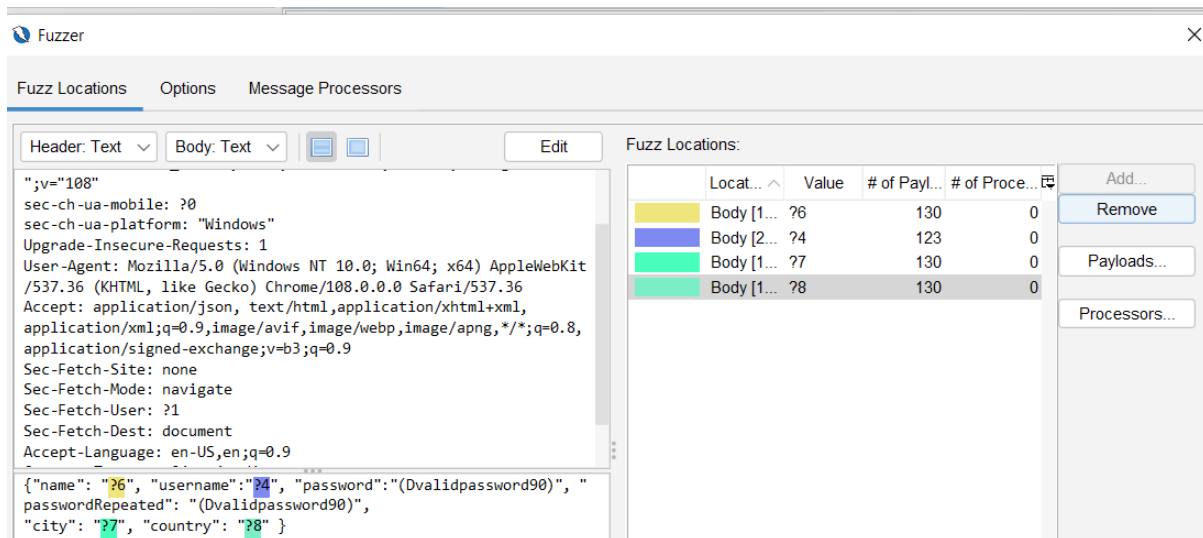 Fuzzer
Fuzz Locations Options Message Processors
Header: Text Body: Text Edit
";v="108"
sec-ch-ua-mobile: ?0
sec-ch-ua-platform: "Windows"
Upgrade-Insecure-Requests: 1
User-Agent: Mozilla/5.0 (Windows NT 10.0; Win64; x64) AppleWebKit
/537.36 (KHTML, like Gecko) Chrome/108.0.0.0 Safari/537.36
Accept: application/json, text/html,application/xhtml+xml,
application/xml;q=0.9,image/avif,image/webp,image/apng,*/*;q=0.8,
application/signed-exchange;v=b3;q=0.9
Sec-Fetch-Site: none
Sec-Fetch-Mode: navigate
Sec-Fetch-User: ?1
Sec-Fetch-Dest: document
Accept-Language: en-US,en;q=0.9
{"name": "?6", "username":"?4", "password":"(Dvalidpassword90)", "
passwordRepeated": "(Dvalidpassword90)",
"city": "?7", "country": "?8" }
Fuzz Locations:
Locat... Value # of Payl... # of Proce...
Body [1... ?6 130 0
Body [2... ?4 123 0
Body [1... ?7 130 0
Body [1... ?8 130 0
Add...
Remove
Payloads...
Processors...